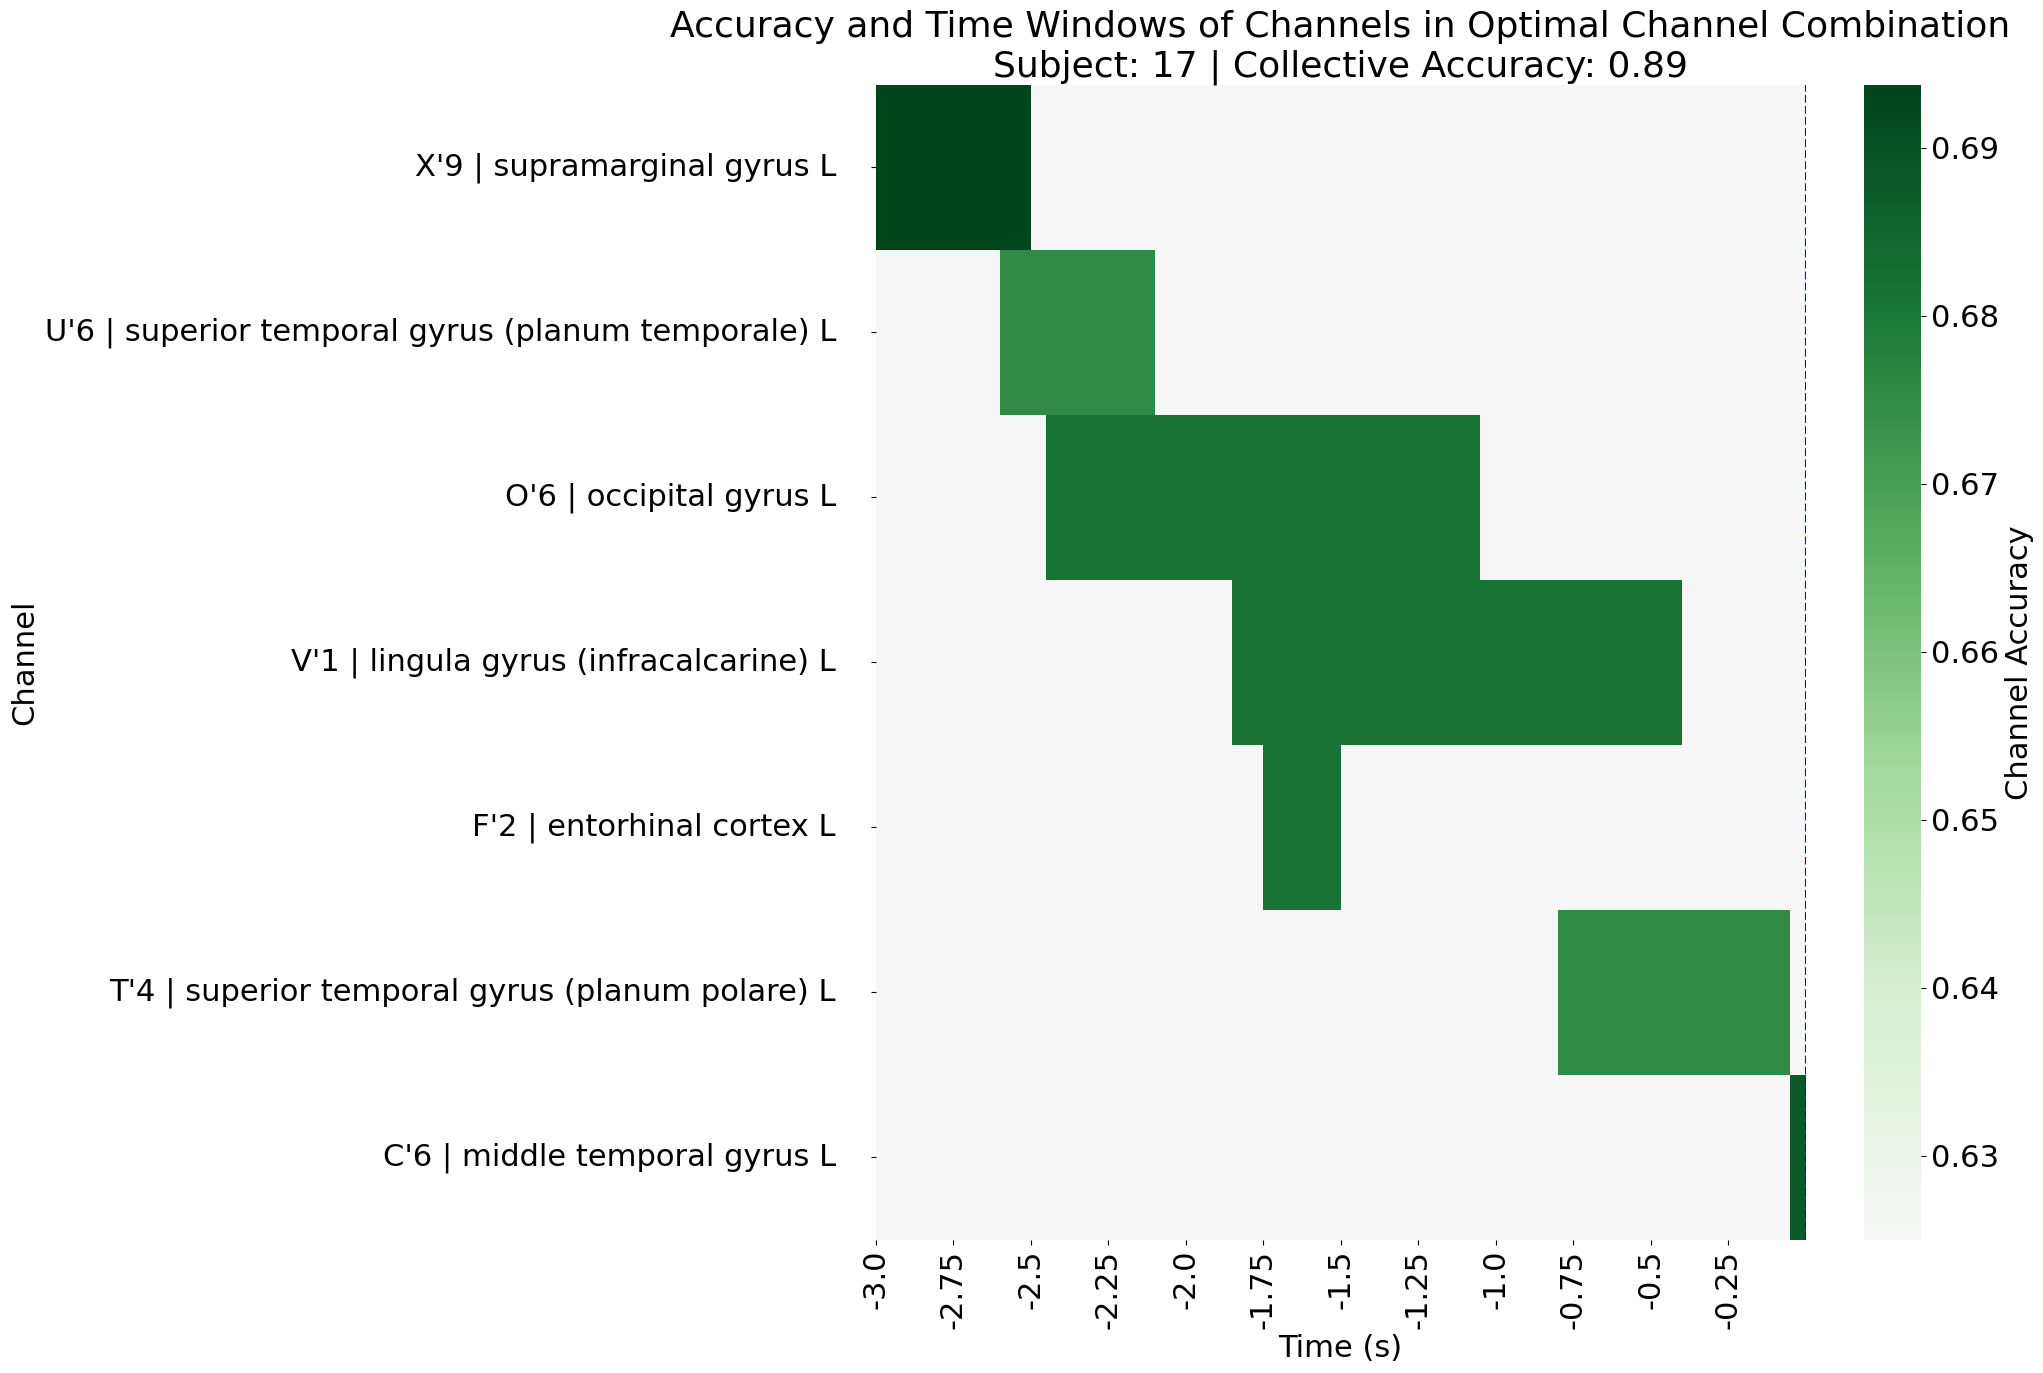 Accuracy and Time Windows of Channels in Optimal Channel Combination
Subject: 17 | Collective Accuracy: 0.89
Channel
X'9 | supramarginal gyrus L
U'6 | superior temporal gyrus (planum temporale) L
O'6 | occipital gyrus L
V'1 | lingula gyrus (infracalcarine) L
F'2 | entorhinal cortex L
T'4 | superior temporal gyrus (planum polare) L
C'6 | middle temporal gyrus L
-3.0
-2.75
-2.5
-2.25
-2.0
-1.75
-1.5
-1.25
-1.0
-0.75
-0.5
-0.25
Time (s)
0.69
0.68
0.67
0.66
0.65
0.64
0.63
Channel Accuracy